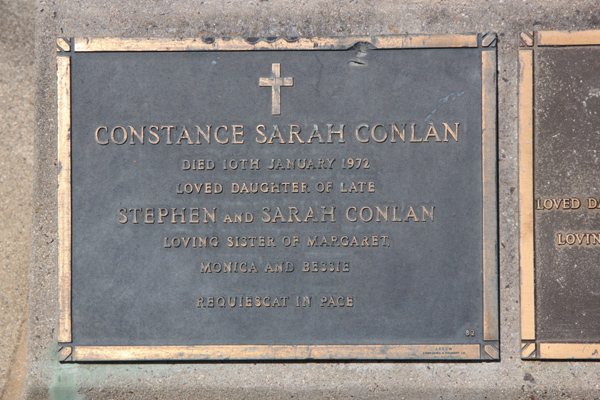 CONSTANCE SARAH CONLAN
DIED 10TH JANUARY 1972
LOVED DAUGHTER OF LATE
STEPHEN AND SARAH CONLAN
LOVING SISTER OF MARGARET,
MONICA AND BESSIE
REQUIESCAT IN PACE
LOVED DA
LOVIN